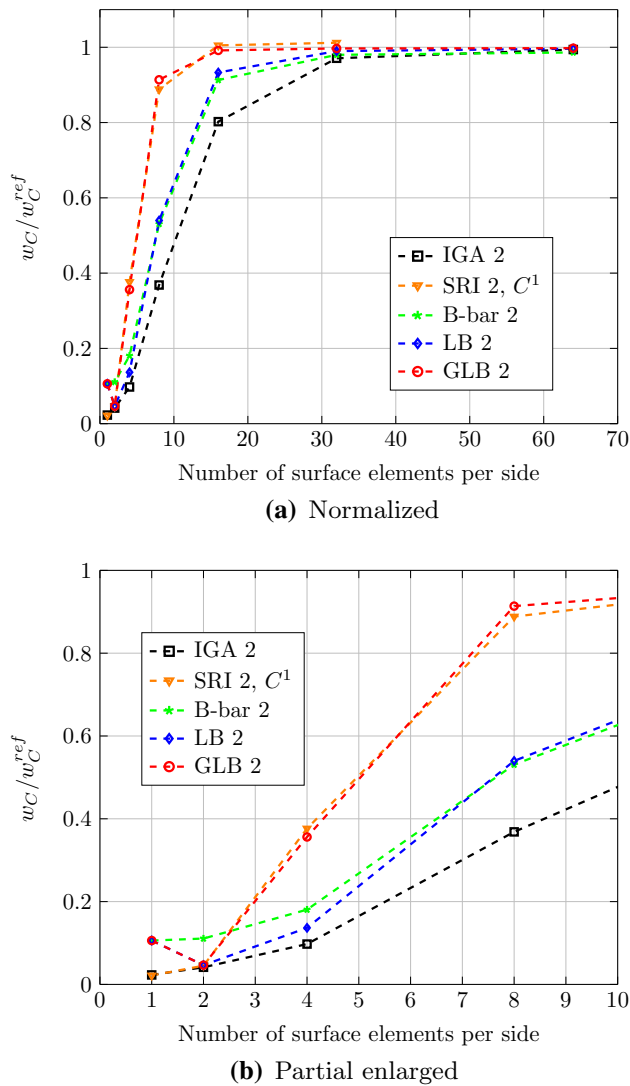 1
0.8
0.6
0.4
0.2
0
w_C/w_C^{ref}
IGA 2
SRI 2, C^1
B-bar 2
LB 2
GLB 2
0 10 20 30 40 50 60 70
Number of surface elements per side
(a) Normalized
1
0.8
0.6
0.4
0.2
0
w_C/w_C^{ref}
IGA 2
SRI 2, C^1
B-bar 2
LB 2
GLB 2
0 1 2 3 4 5 6 7 8 9 10
Number of surface elements per side
(b) Partial enlarged